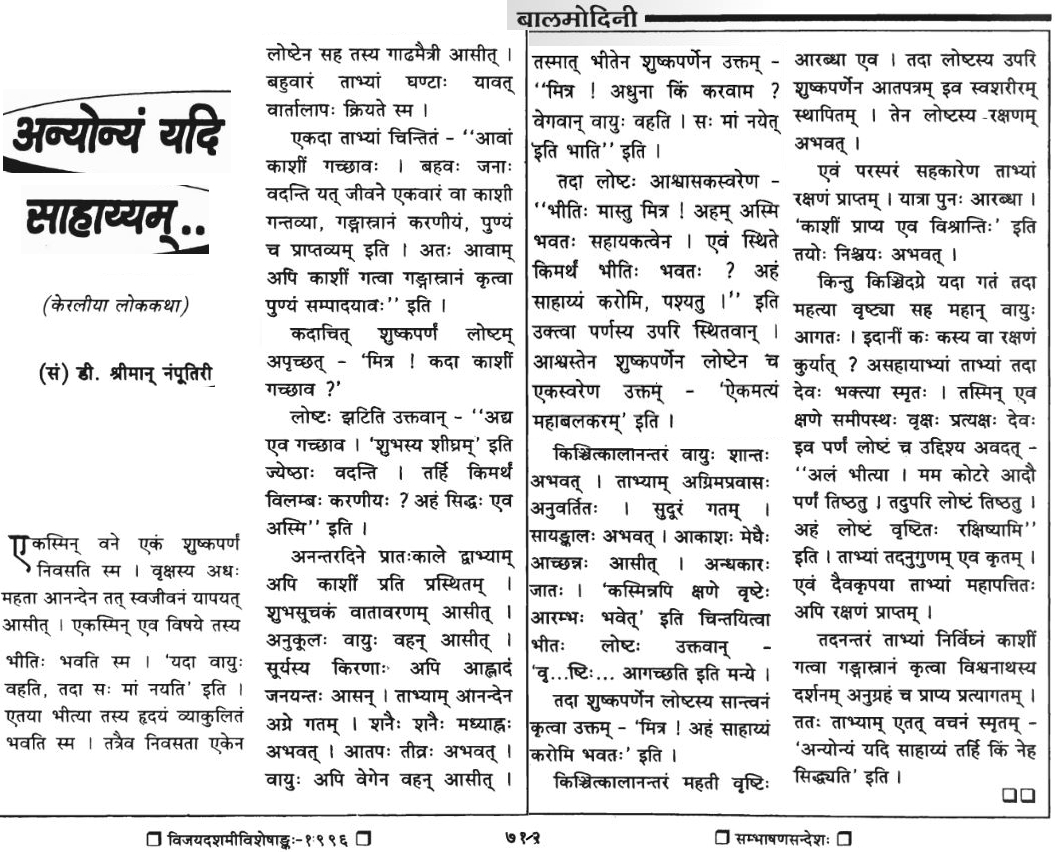 बालमोदिनी
अन्योन्यं यदि
साहाय्यम्..
(केरलीया लोककथा)
(सं) डी. श्रीमान् नंपूतिरी
एकस्मिन् वने एकं शुष्कपर्णं
निवसति स्म । वृक्षस्य अधः
महता आनन्देन तत् स्वजीवनं यापयत्
आसीत् । एकस्मिन् एव विषये तस्य
भीतिः भवति स्म । 'यदा वायुः
वहति, तदा सः मां नयति' इति ।
एतया भीत्या तस्य हृदयं व्याकुलितं
भवति स्म । तत्रैव निवसता एकेन
लोष्टेन सह तस्य गाढमैत्री आसीत् ।
बहुवारं ताभ्यां घण्टाः यावत्
वार्तालापः क्रियते स्म ।
एकदा ताभ्यां चिन्तितं - ''आवां
काशीं गच्छावः । बहवः जनाः
वदन्ति यत् जीवने एकवारं वा काशी
गन्तव्या, गङ्गास्नानं करणीयं, पुण्यं
च प्राप्तव्यम् इति । अतः आवाम्
अपि काशीं गत्वा गङ्गास्नानं कृत्वा
पुण्यं सम्पादयावः'' इति ।
कदाचित् शुष्कपर्णं लोष्टम्
अपृच्छत् - 'मित्र ! कदा काशीं
गच्छाव ?'
लोष्टः झटिति उक्तवान् - ''अद्य
एव गच्छाव । 'शुभस्य शीघ्रम्' इति
ज्येष्ठाः वदन्ति । तर्हि किमर्थं
विलम्बः करणीयः ? अहं सिद्धः एव
अस्मि'' इति ।
अनन्तरदिने प्रातःकाले द्वाभ्याम्
अपि काशीं प्रति प्रस्थितम् ।
शुभसूचकं वातावरणम् आसीत् ।
अनुकूलः वायुः वहन् आसीत् ।
सूर्यस्य किरणाः अपि आह्लादं
जनयन्तः आसन् । ताभ्याम् आनन्देन
अग्रे गतम् । शनैः शनैः मध्याह्नः
अभवत् । आतपः तीव्रः अभवत् ।
वायुः अपि वेगेन वहन् आसीत् ।
तस्मात् भीतेन शुष्कपर्णेन उक्तम् -
''मित्र ! अधुना किं करवाम ?
वेगवान् वायुः वहति । सः मां नयेत्
इति भाति'' इति ।
तदा लोष्टः आश्वासकस्वरेण -
''भीतिः मास्तु मित्र ! अहम् अस्मि
भवतः सहायकत्वेन । एवं स्थिते
किमर्थं भीतिः भवतः ? अहं
साहाय्यं करोमि, पश्यतु ।'' इति
उक्त्वा पर्णस्य उपरि स्थितवान् ।
आश्वस्तेन शुष्कपर्णेन लोष्टेन च
एकस्वरेण उक्तम् - 'ऐकमत्यं
महाबलकरम्' इति ।
किञ्चित्कालानन्तरं वायुः शान्तः
अभवत् । ताभ्याम् अग्रिमप्रवासः
अनुवर्तितः । सुदूरं गतम् ।
सायङ्कालः अभवत् । आकाशः मेघैः
आच्छन्नः आसीत् । अन्धकारः
जातः । 'कस्मिन्नपि क्षणे वृष्टेः
आरम्भः भवेत्' इति चिन्तयित्वा
भीतः लोष्टः उक्तवान् -
'वृ...ष्टिः... आगच्छति इति मन्ये ।
तदा शुष्कपर्णेन लोष्टस्य सान्त्वनं
कृत्वा उक्तम् - 'मित्र ! अहं साहाय्यं
करोमि भवतः' इति ।
किञ्चित्कालानन्तरं महती वृष्टिः
आरब्धा एव । तदा लोष्टस्य उपरि
शुष्कपर्णेन आतपत्रम् इव स्वशरीरम्
स्थापितम् । तेन लोष्टस्य रक्षणम्
अभवत् ।
एवं परस्परं सहकारेण ताभ्यां
रक्षणं प्राप्तम् । यात्रा पुनः आरब्धा ।
'काशीं प्राप्य एव विश्रान्तिः' इति
तयोः निश्चयः अभवत् ।
किन्तु किञ्चिदग्रे यदा गतं तदा
महत्या वृष्ट्या सह महान् वायुः
आगतः । इदानीं कः कस्य वा रक्षणं
कुर्यात् ? असहायाभ्यां ताभ्यां तदा
देवः भक्त्या स्मृतः । तस्मिन् एव
क्षणे समीपस्थः वृक्षः प्रत्यक्षः देवः
इव पर्णं लोष्टं च उद्दिश्य अवदत् -
''अलं भीत्या । मम कोटरे आदौ
पर्णं तिष्ठतु । तदुपरि लोष्टं तिष्ठतु ।
अहं लोष्टं वृष्टितः रक्षिष्यामि''
इति । ताभ्यां तदनुगुणम् एव कृतम् ।
एवं दैवकृपया ताभ्यां महापत्तितः
अपि रक्षणं प्राप्तम् ।
तदनन्तरं ताभ्यां निर्विघ्नं काशीं
गत्वा गङ्गास्नानं कृत्वा विश्वनाथस्य
दर्शनम् अनुग्रहं च प्राप्य प्रत्यागतम् ।
ततः ताभ्याम् एतत् वचनं स्मृतम् -
'अन्योन्यं यदि साहाय्यं तर्हि किं नेह
सिद्ध्यति' इति ।
विजयदशमीविशेषाङ्कः-१९९६
सम्भाषणसन्देशः